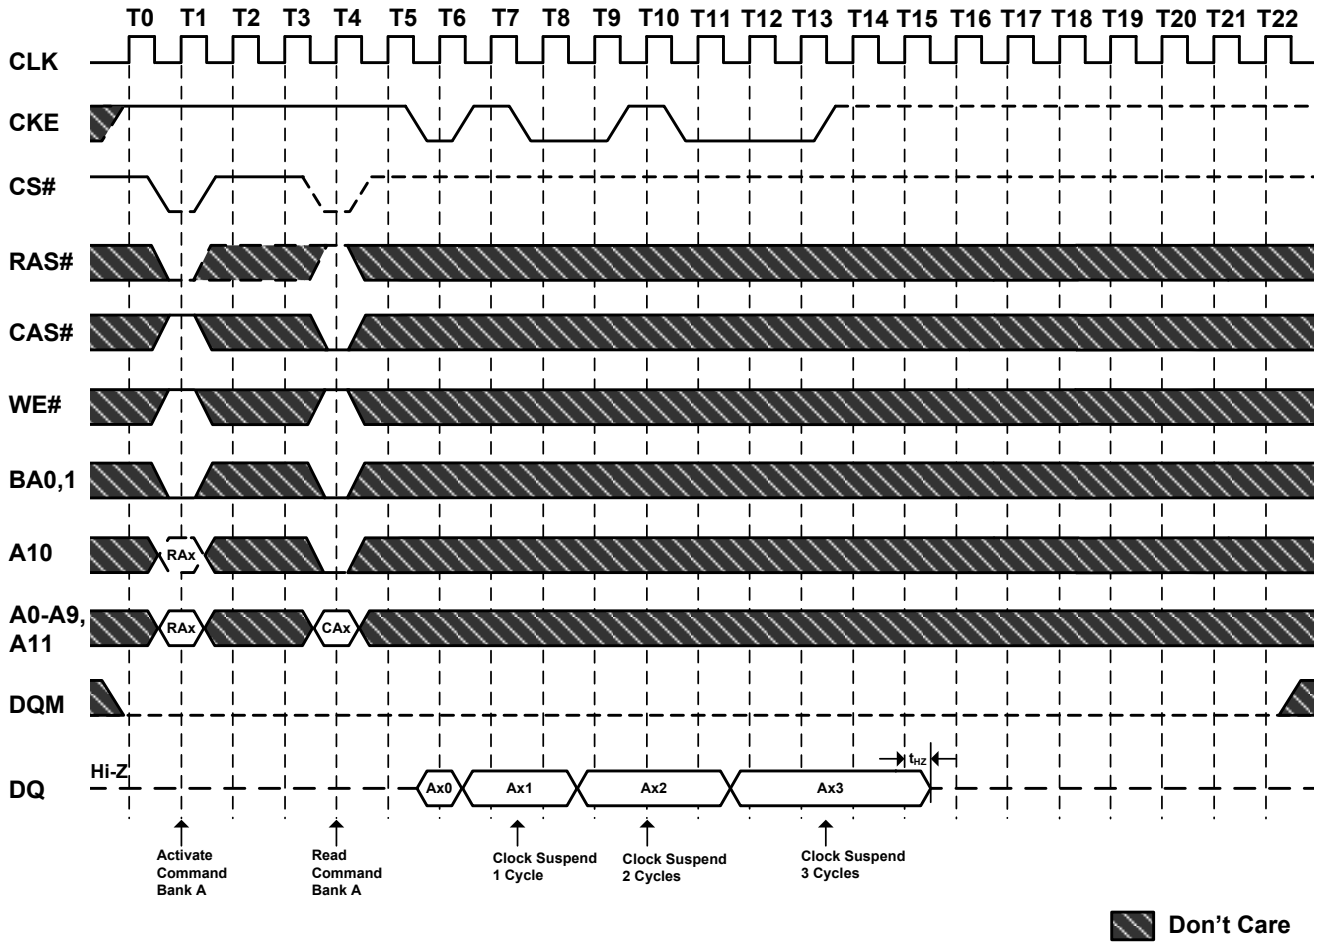 T0 T1 T2 T3 T4 T5 T6 T7 T8 T9 T10 T11 T12 T13 T14 T15 T16 T17 T18 T19 T20 T21 T22
CLK
CKE
CS#
RAS#
CAS#
WE#
BA0,1
A10
RAx
A0-A9,
A11
RAx
CAx
DQM
DQ
Hi-Z
Ax0
Ax1
Ax2
Ax3
tHZ
Activate
Command
Bank A
Read
Command
Bank A
Clock Suspend
1 Cycle
Clock Suspend
2 Cycles
Clock Suspend
3 Cycles
Don't Care